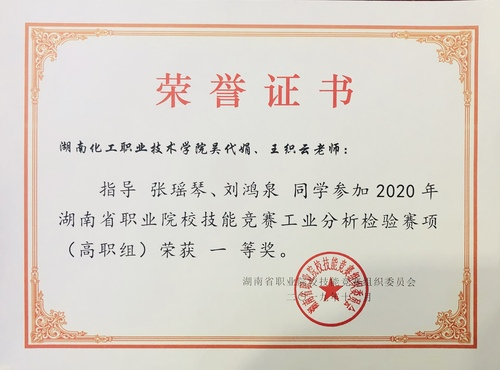 荣誉证书
湖南化工职业技术学院吴代娟、王织云老师:
指导 张瑶琴、刘鸿泉 同学参加2020年
湖南省职业院校技能竞赛工业分析检验赛项
(高职组)荣获 一 等奖。
湖南省职业院校技能竞赛组织委员会